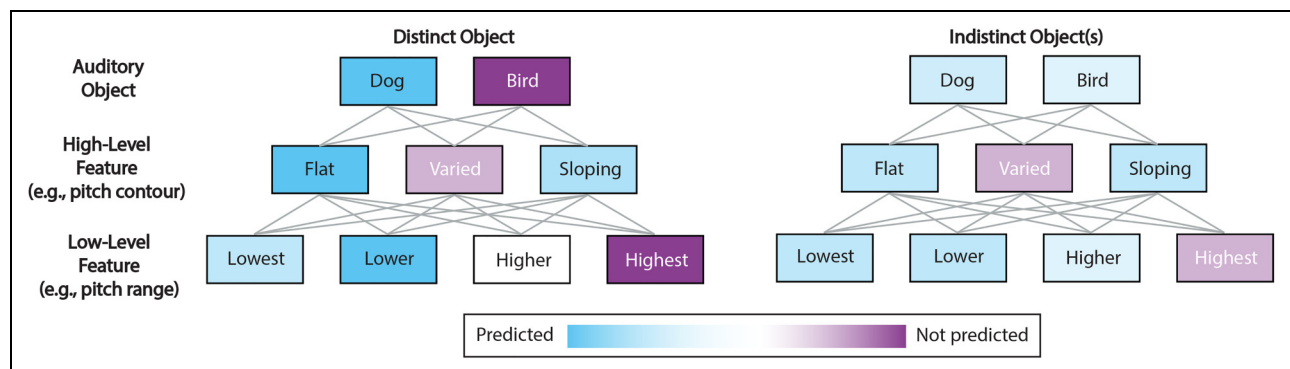 Distinct Object
Indistinct Object(s)
Auditory
Object
Dog
Bird
Dog
Bird
High-Level
Feature
(e.g., pitch contour)
Flat
Varied
Sloping
Flat
Varied
Sloping
Low-Level
Feature
(e.g., pitch range)
Lowest
Lower
Higher
Highest
Lowest
Lower
Higher
Highest
Predicted
Not predicted